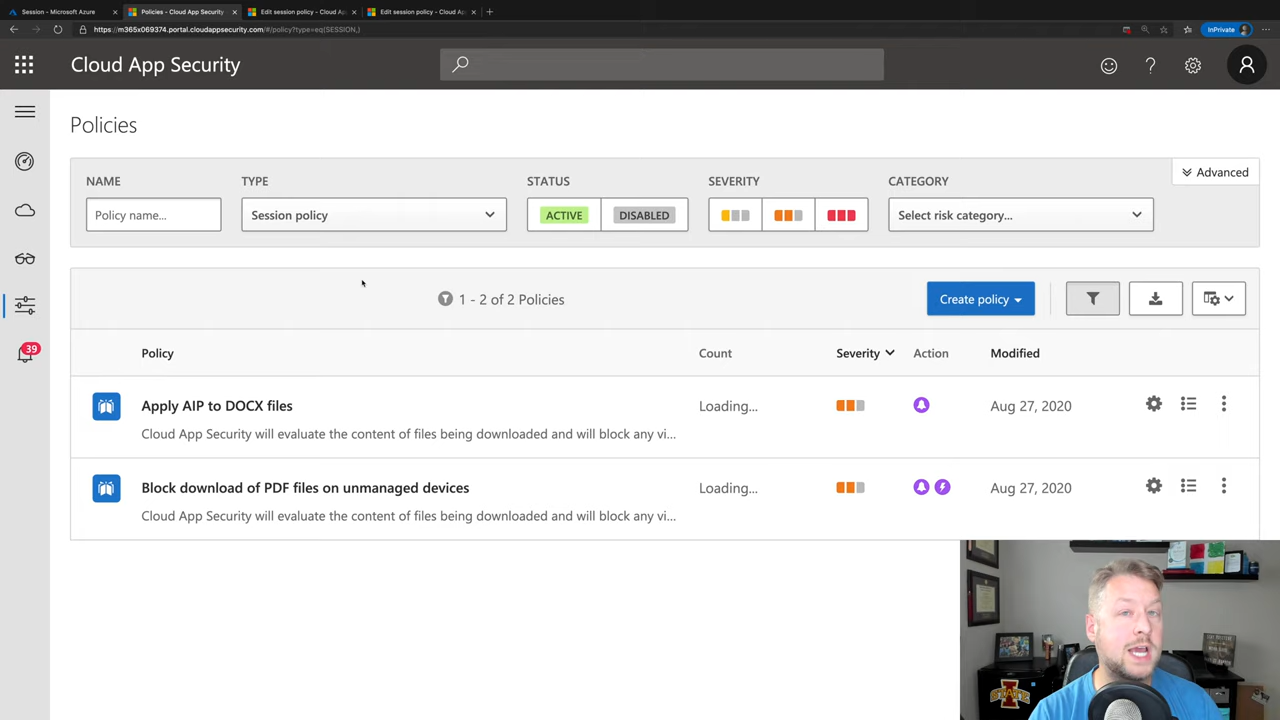 Session - Microsoft Azure
Policies - Cloud App Security
Edit session policy - Cloud Ap
Edit session policy - Cloud Ap
https://m365x069374.portal.cloudappsecurity.com/#/policy?type=eq(SESSION,)
InPrivate
Cloud App Security
Policies
Advanced
NAME
TYPE
STATUS
SEVERITY
CATEGORY
Policy name...
Session policy
ACTIVE
DISABLED
Select risk category...
1 - 2 of 2 Policies
Create policy
39
Policy
Count
Severity
Action
Modified
Apply AIP to DOCX files
Loading...
Aug 27, 2020
Cloud App Security will evaluate the content of files being downloaded and will block any vi...
Block download of PDF files on unmanaged devices
Loading...
Aug 27, 2020
Cloud App Security will evaluate the content of files being downloaded and will block any vi...
STATE